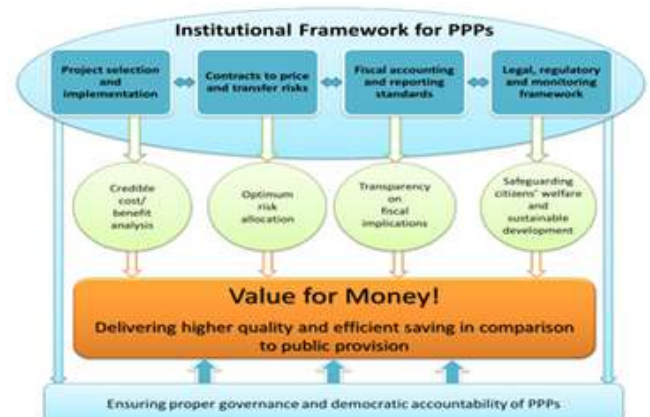 Institutional Framework for PPPs
Project selection
and
implementation
Contracts to price
and transfer risks
Fiscal accounting
and reporting
standards
Legal, regulatory
and monitoring
framework
Credible
cost/
benefit
analysis
Optimum
risk
allocation
Transparency
on
fiscal
implications
Safeguarding
citizens' welfare
and
sustainable
development
Value for Money!
Delivering higher quality and efficient saving in comparison
to public provision
Ensuring proper governance and democratic accountability of PPPs